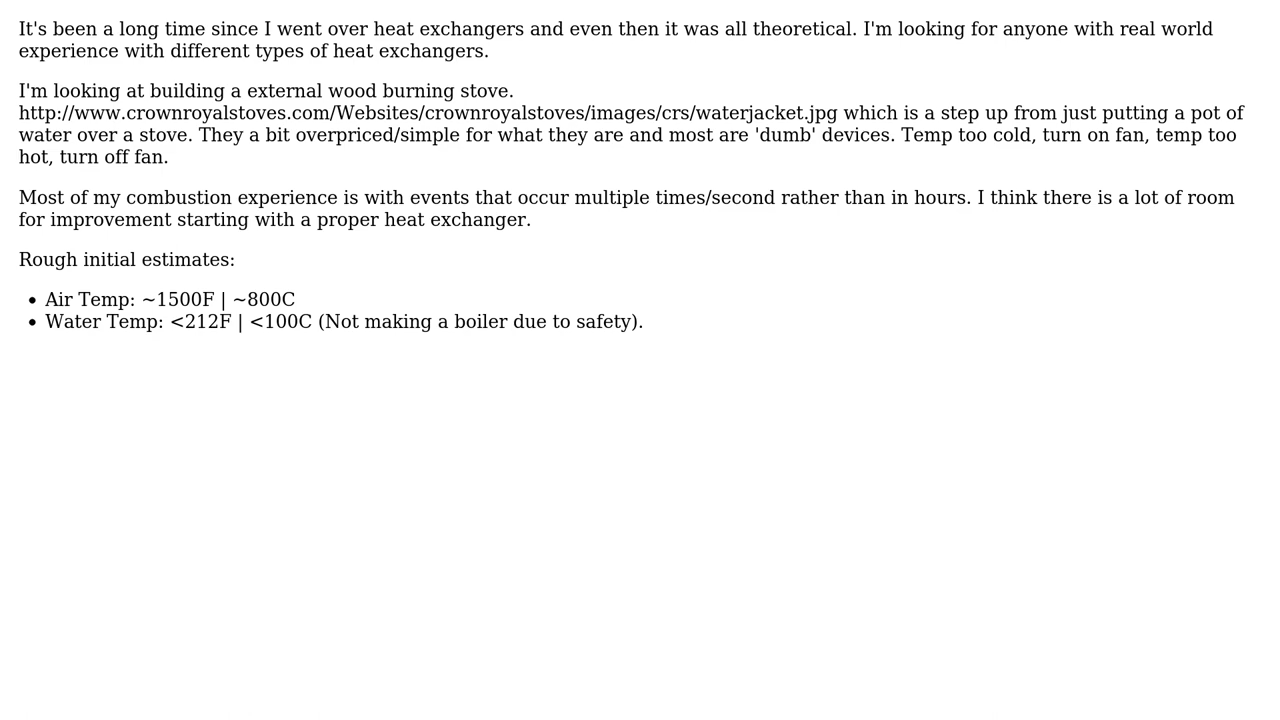 It's been a long time since I went over heat exchangers and even then it was all theoretical. I'm looking for anyone with real world
experience with different types of heat exchangers.
I'm looking at building a external wood burning stove.
http://www.crownroyalstoves.com/Websites/crownroyalstoves/images/crs/waterjacket.jpg which is a step up from just putting a pot of
water over a stove. They a bit overpriced/simple for what they are and most are 'dumb' devices. Temp too cold, turn on fan, temp too
hot, turn off fan.
Most of my combustion experience is with events that occur multiple times/second rather than in hours. I think there is a lot of room
for improvement starting with a proper heat exchanger.
Rough initial estimates:
• Air Temp: ~1500F | ~800C
• Water Temp: <212F | <100C (Not making a boiler due to safety).